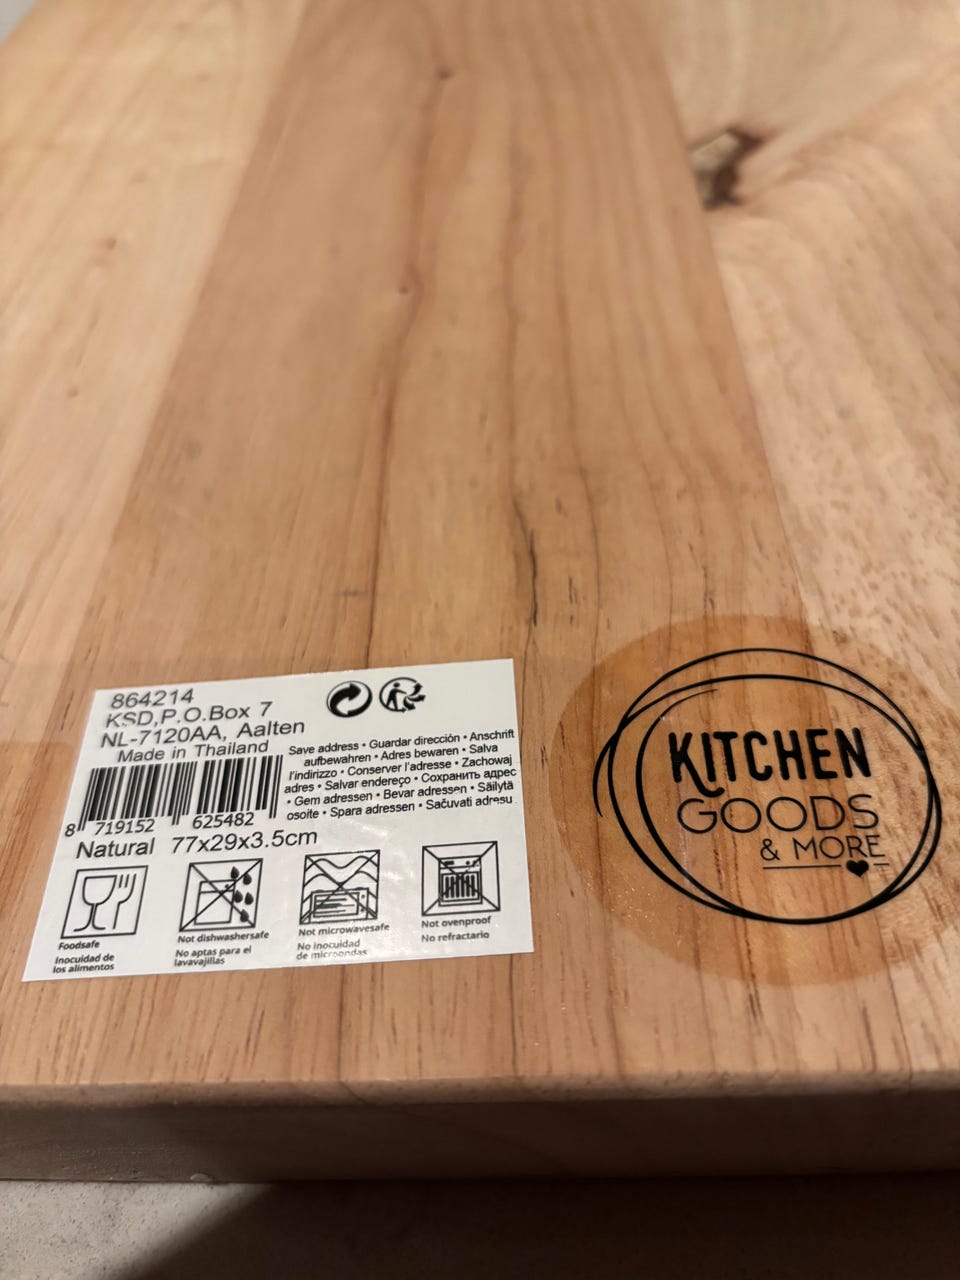 864214
KSD,P.O.Box 7
NL-7120AA, Aalten
Made in Thailand
8 719152 625482
Save address • Guardar dirección • Anschrift
aufbewahren • Adres bewaren • Salva
l'indirizzo • Conserver l'adresse • Zachowaj
adres • Salvar endereço • Сохранить адрес
• Gem adressen • Bevar adressen • Säilytä
osoite • Spara adressen • Sačuvati adresu
Natural 77x29x3.5cm
Foodsafe
Inocuidad de
los alimentos
Not dishwashersafe
No aptas para el
lavavajillas
Not microwavesafe
No inocuidad
de microondas
Not ovenproof
No refractario
KITCHEN
GOODS
& MORE